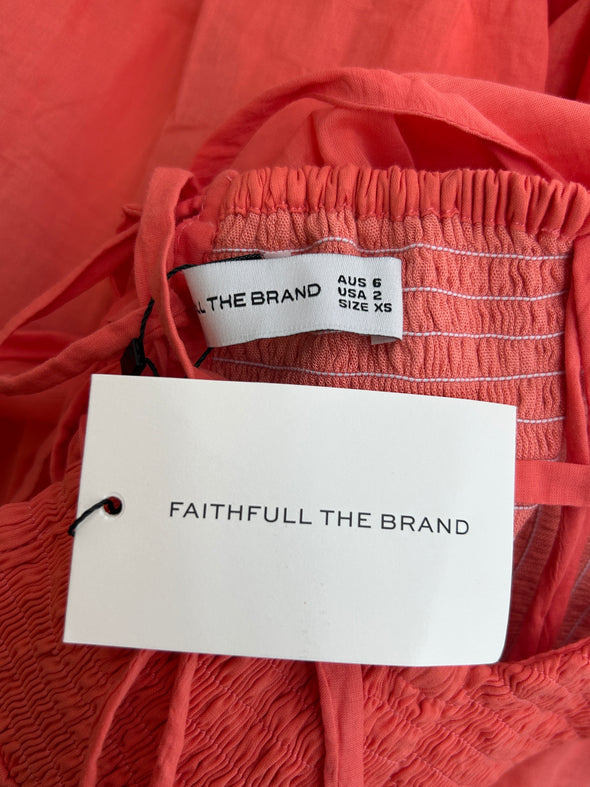 THE BRAND
AUS 6
USA 2
SIZE XS
FAITHFULL THE BRAND